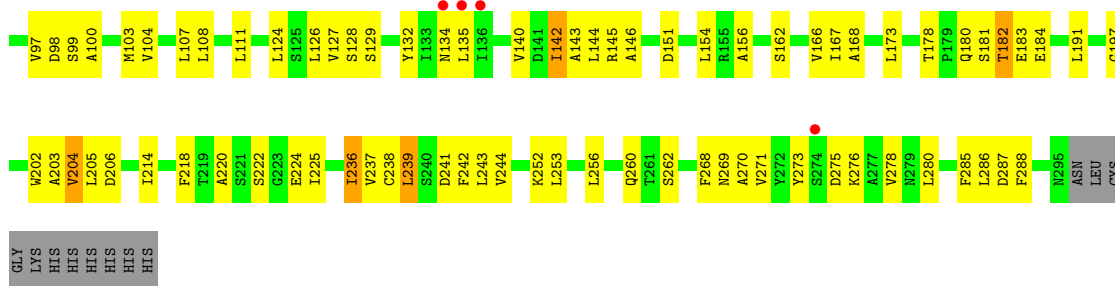 V97 D98 S99 A100 M103 V104 L107 L108 L111 L124 S125 L126 V127 S128 S129 Y132 I133 N134 L135 I136 V140 D141 I142 A143 L144 R145 A146 D151 L154 R155 A156 S162 V166 I167 A168 L173 T178 P179 Q180 S181 T182 E183 E184 L191
W202 A203 V204 L205 D206 I214 F218 T219 A220 S221 S222 G223 E224 I225 I236 V237 C238 L239 S240 D241 F242 L243 V244 K252 L253 L256 Q260 T261 S262 F268 N269 A270 V271 Y272 Y273 S274 D275 K276 A277 V278 N279 L280 F285 L286 D287 F288 N295 ASN LEU CYS
GLY LYS HIS HIS HIS HIS HIS HIS